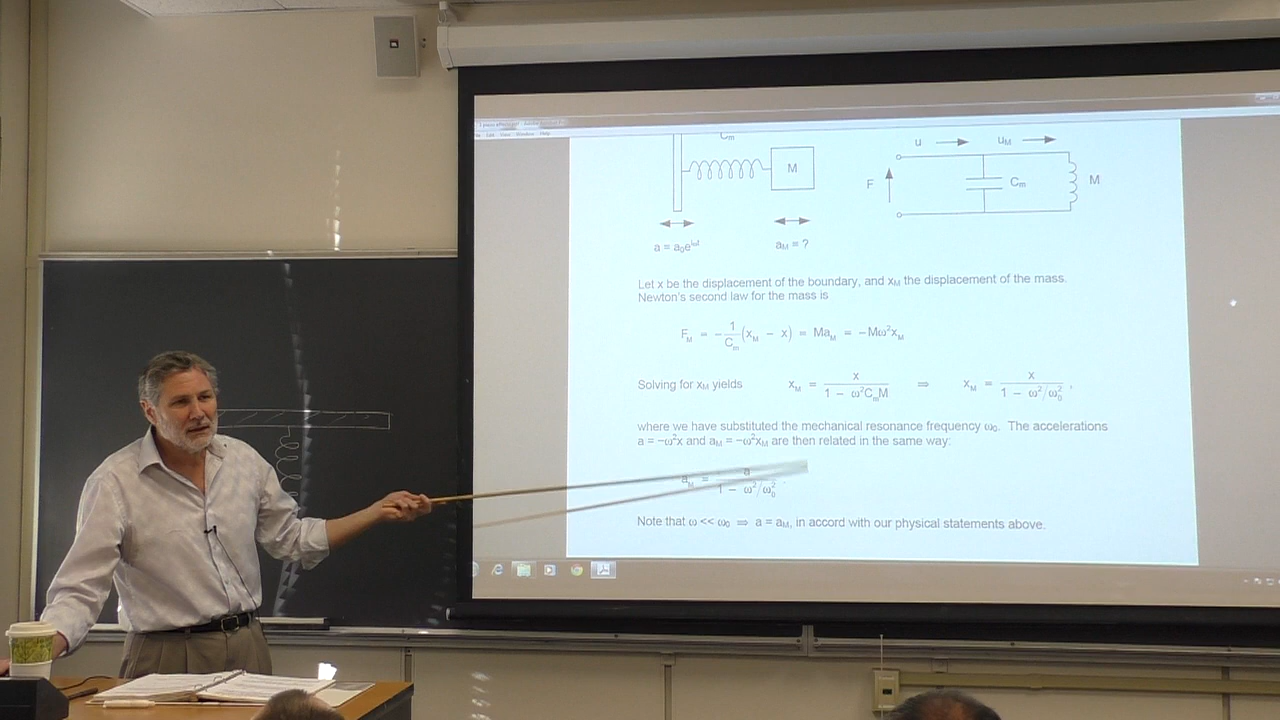 Cm
M
u
uM
F
Cm
M
a = a₀e^iωt
aM = ?
Let x be the displacement of the boundary, and xM the displacement of the mass.
Newton's second law for the mass is
FM = − 1/Cm (xM − x) = MaM = −Mω²xM
Solving for xM yields xM = x / (1 − ω²CmM) ⇒ xM = x / (1 − ω²/ω₀²) ,
where we have substituted the mechanical resonance frequency ω₀. The accelerations
a = −ω²x and aM = −ω²xM are then related in the same way:
aM = a / (1 − ω²/ω₀²) .
Note that ω << ω₀ ⇒ a = aM, in accord with our physical statements above.